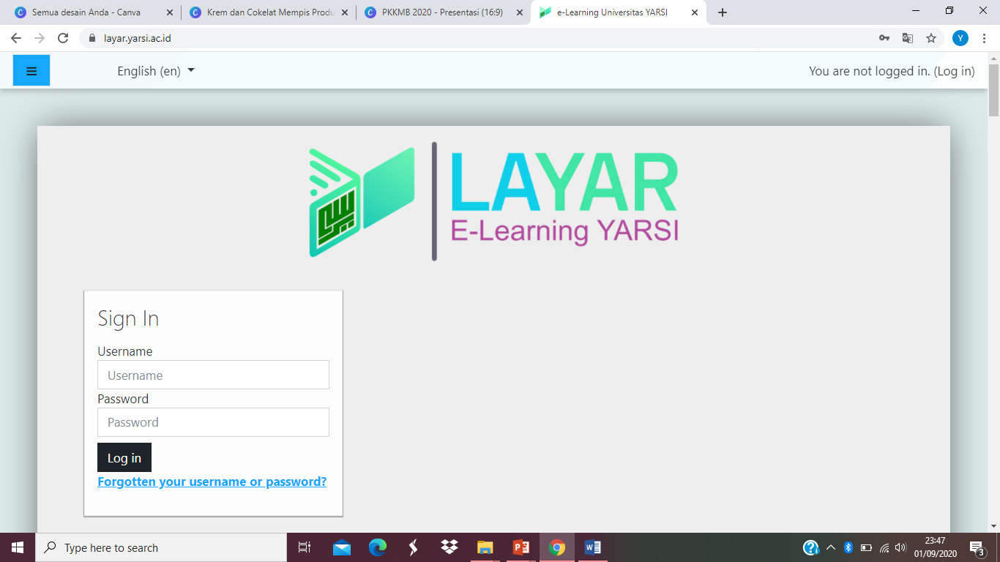 Semua desain Anda - Canva
Krem dan Cokelat Mempis Produ
PKKMB 2020 - Presentasi (16:9)
e-Learning Universitas YARSI
layar.yarsi.ac.id
Y
English (en)
You are not logged in. (Log in)
LAYAR
E-Learning YARSI
Sign In
Username
Username
Password
Password
Log in
Forgotten your username or password?
Type here to search
23:47
01/09/2020
3